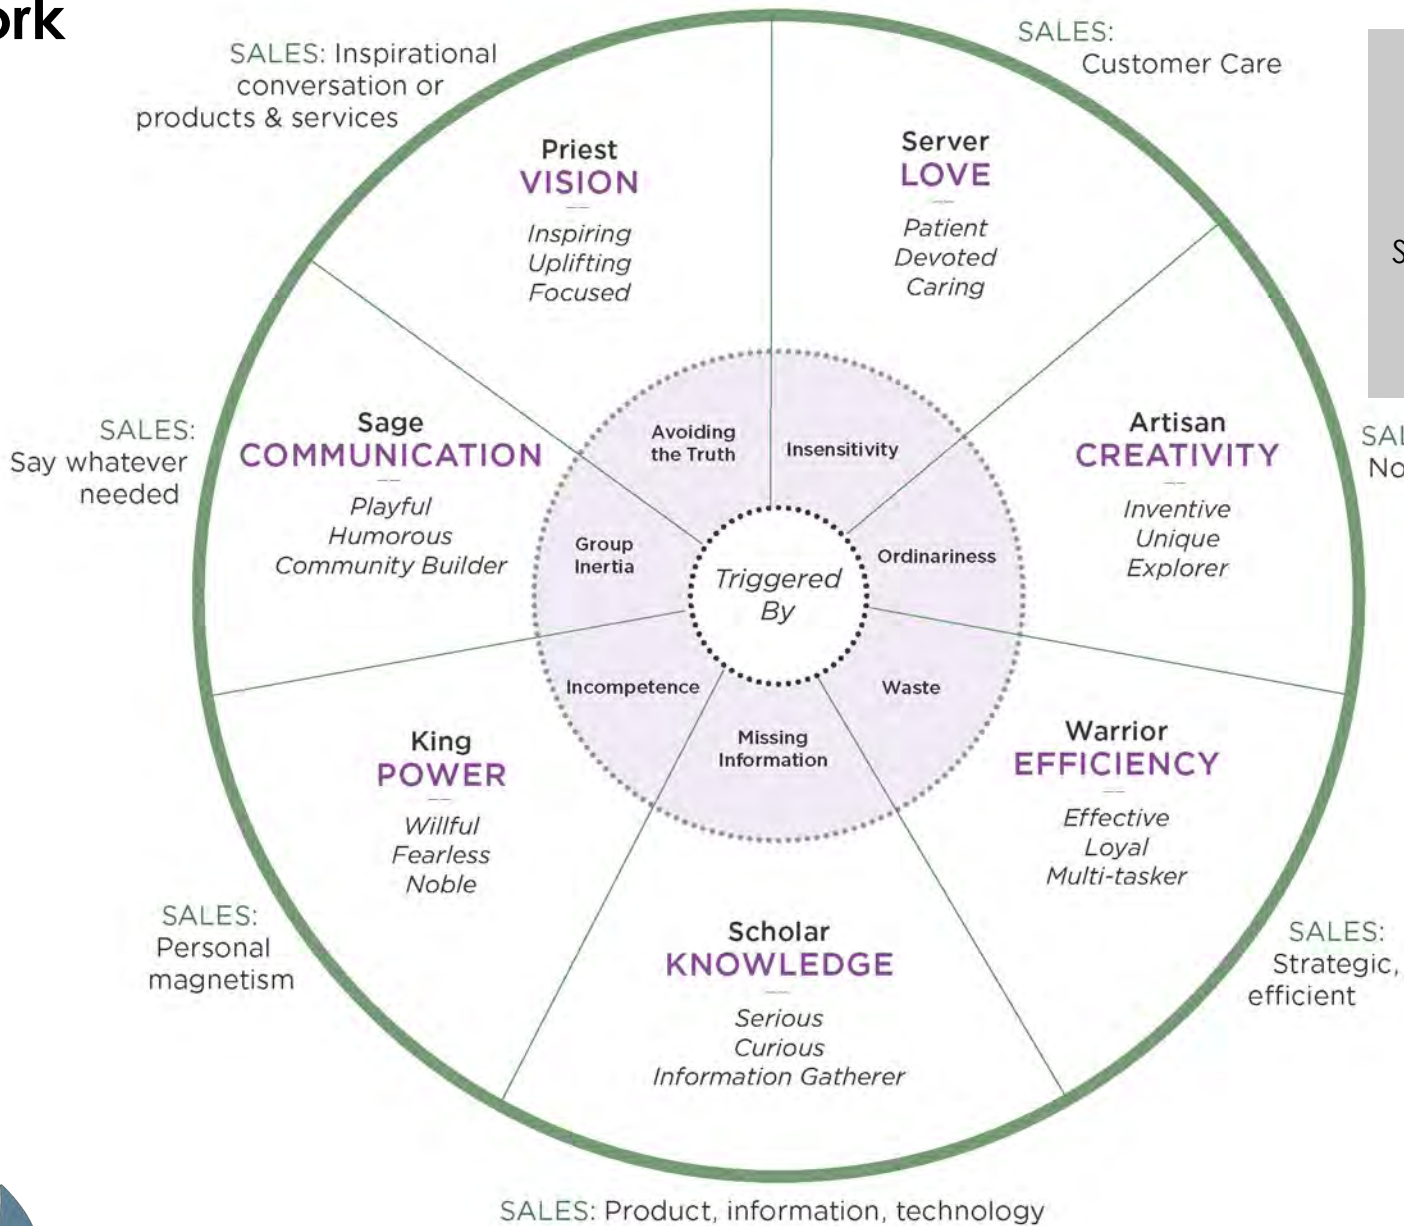 ork
SALES: Inspirational
conversation or
products & services
SALES:
Customer Care
Priest
VISION
Inspiring
Uplifting
Focused
Server
LOVE
Patient
Devoted
Caring
S
SALES:
Say whatever
needed
Sage
COMMUNICATION
Playful
Humorous
Community Builder
Avoiding
the Truth
Insensitivity
Artisan
CREATIVITY
Inventive
Unique
Explorer
SAL
No
Group
Inertia
Triggered
By
Ordinariness
Incompetence
Missing
Information
Waste
King
POWER
Willful
Fearless
Noble
Warrior
EFFICIENCY
Effective
Loyal
Multi-tasker
SALES:
Personal
magnetism
Scholar
KNOWLEDGE
Serious
Curious
Information Gatherer
SALES:
Strategic,
efficient
SALES: Product, information, technology